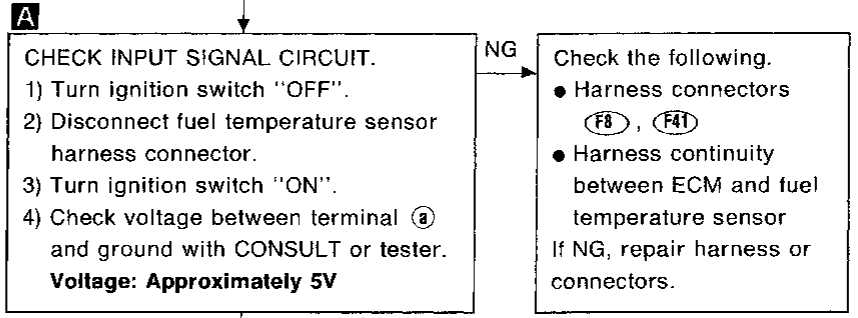 A
CHECK INPUT SIGNAL CIRCUIT.
1) Turn ignition switch "OFF".
2) Disconnect fuel temperature sensor
harness connector.
3) Turn ignition switch "ON".
4) Check voltage between terminal ⓐ
and ground with CONSULT or tester.
Voltage: Approximately 5V
NG
Check the following.
● Harness connectors
F8 , F41
● Harness continuity
between ECM and fuel
temperature sensor
If NG, repair harness or
connectors.